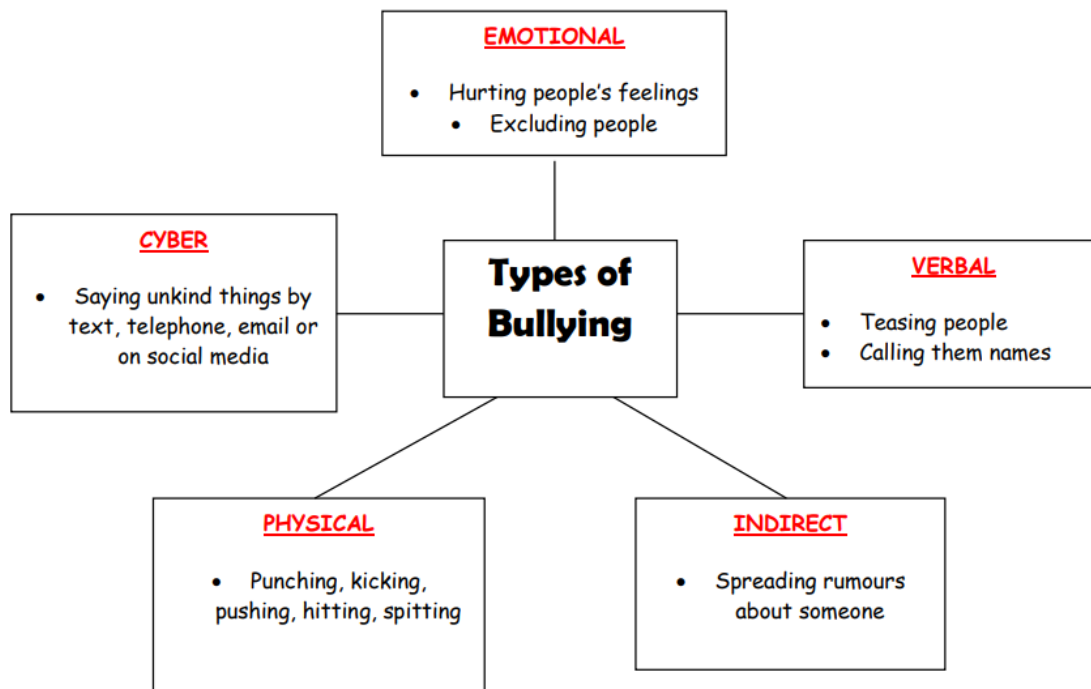 EMOTIONAL
• Hurting people's feelings
• Excluding people
CYBER
• Saying unkind things by
text, telephone, email or
on social media
Types of
Bullying
VERBAL
• Teasing people
• Calling them names
PHYSICAL
• Punching, kicking,
pushing, hitting, spitting
INDIRECT
• Spreading rumours
about someone